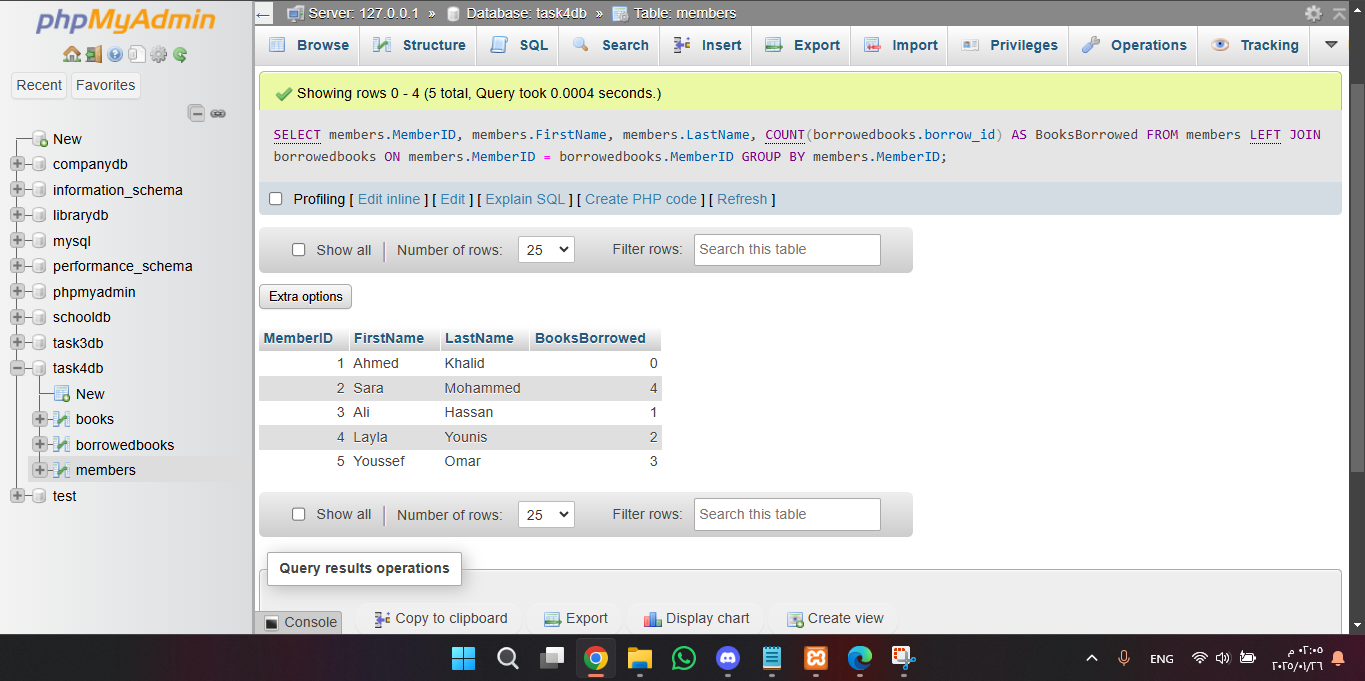 phpMyAdmin
Recent Favorites
New
companydb
information_schema
librarydb
mysql
performance_schema
phpmyadmin
schooldb
task3db
task4db
New
books
borrowedbooks
members
test
Server: 127.0.0.1 » Database: task4db » Table: members
Browse Structure SQL Search Insert Export Import Privileges Operations Tracking
Showing rows 0 - 4 (5 total, Query took 0.0004 seconds.)
SELECT members.MemberID, members.FirstName, members.LastName, COUNT(borrowedbooks.borrow_id) AS BooksBorrowed FROM members LEFT JOIN
borrowedbooks ON members.MemberID = borrowedbooks.MemberID GROUP BY members.MemberID;
Profiling [ Edit inline ] [ Edit ] [ Explain SQL ] [ Create PHP code ] [ Refresh ]
Show all Number of rows: 25 Filter rows: Search this table
Extra options
MemberID FirstName LastName BooksBorrowed
1 Ahmed Khalid 0
2 Sara Mohammed 4
3 Ali Hassan 1
4 Layla Younis 2
5 Youssef Omar 3
Show all Number of rows: 25 Filter rows: Search this table
Query results operations
Console Copy to clipboard Export Display chart Create view
ENG
٠٢:٠٥ م
٢٠٢٥/٠١/٢٦